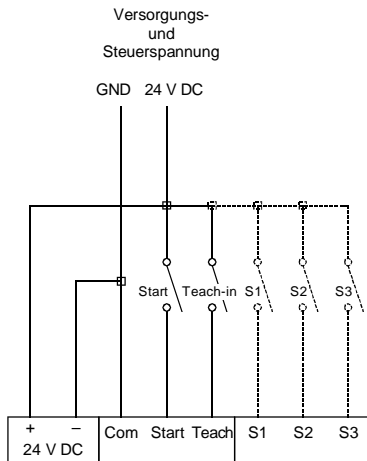 Versorgungs-
und
Steuerspannung
GND 24 V DC
Start Teach-in S1 S2 S3
+ – Com Start Teach S1 S2 S3
24 V DC